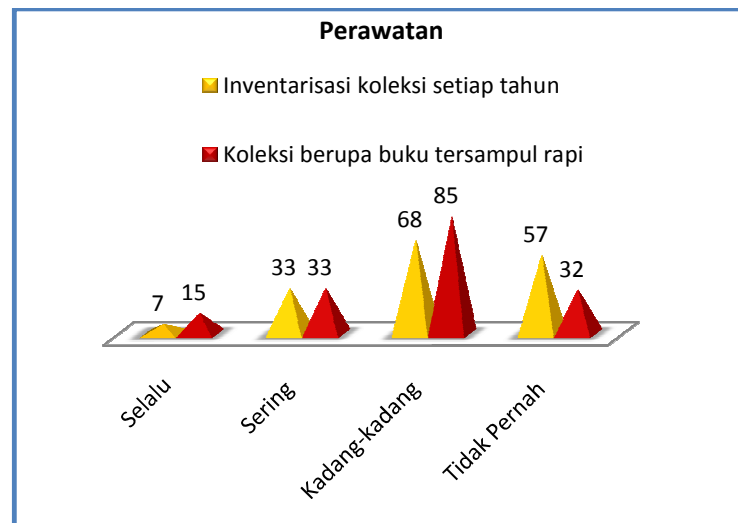 Perawatan
Inventarisasi koleksi setiap tahun
Koleksi berupa buku tersampul rapi
7 15 33 33 68 85 57 32
Selalu Sering Kadang-kadang Tidak Pernah